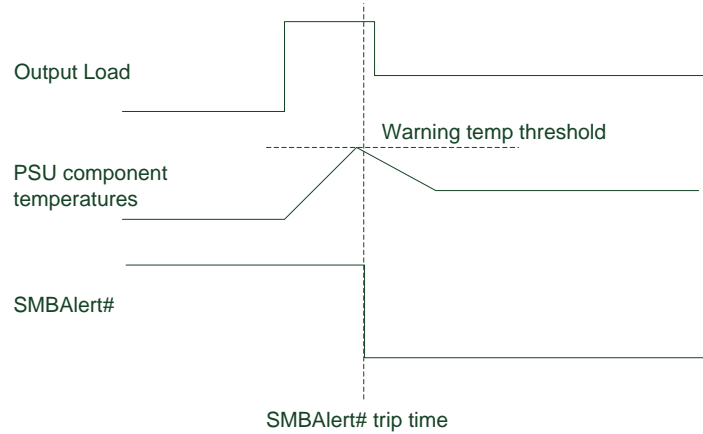 Output Load
Warning temp threshold
PSU component
temperatures
SMBAlert#
SMBAlert# trip time